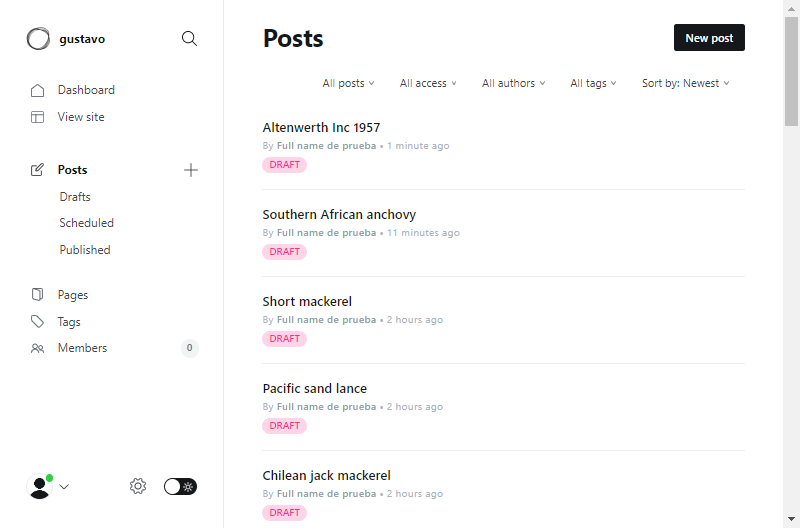 gustavo
Dashboard
View site
Posts
Drafts
Scheduled
Published
Pages
Tags
Members 0
Posts
New post
All posts All access All authors All tags Sort by: Newest
Altenwerth Inc 1957
By Full name de prueba • 1 minute ago
DRAFT
Southern African anchovy
By Full name de prueba • 11 minutes ago
DRAFT
Short mackerel
By Full name de prueba • 2 hours ago
DRAFT
Pacific sand lance
By Full name de prueba • 2 hours ago
DRAFT
Chilean jack mackerel
By Full name de prueba • 2 hours ago
DRAFT